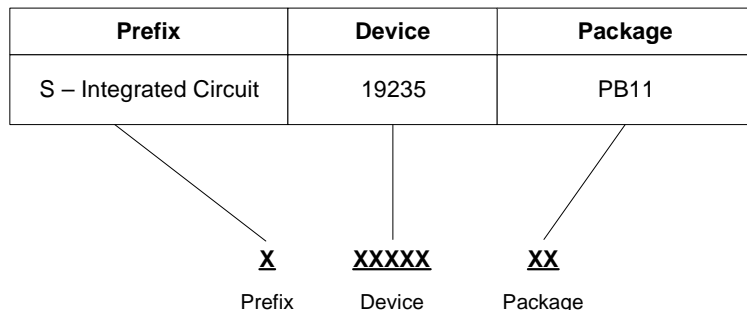 Prefix Device Package
S – Integrated Circuit 19235 PB11
X XXXXX XX
Prefix Device Package